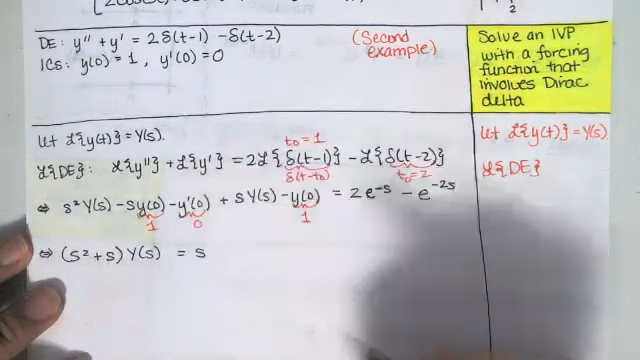 DE: y'' + y' = 2δ(t-1) - δ(t-2)
ICs: y(0) = 1, y'(0) = 0
(Second example)
Solve an IVP
with a forcing
function that
involves Dirac
delta
Let ℒ{y(t)} = Y(s).
t₀ = 1
ℒ{DE}: ℒ{y''} + ℒ{y'} = 2ℒ{δ(t-1)} - ℒ{δ(t-2)}
δ(t-t₀) t₀ = 2
⇔ s²Y(s) - sy(0) - y'(0) + sY(s) - y(0) = 2e^-s - e^-2s
1 0 1
⇔ (s² + s) Y(s) = s
Let ℒ{y(t)} = Y(s).
ℒ{DE}